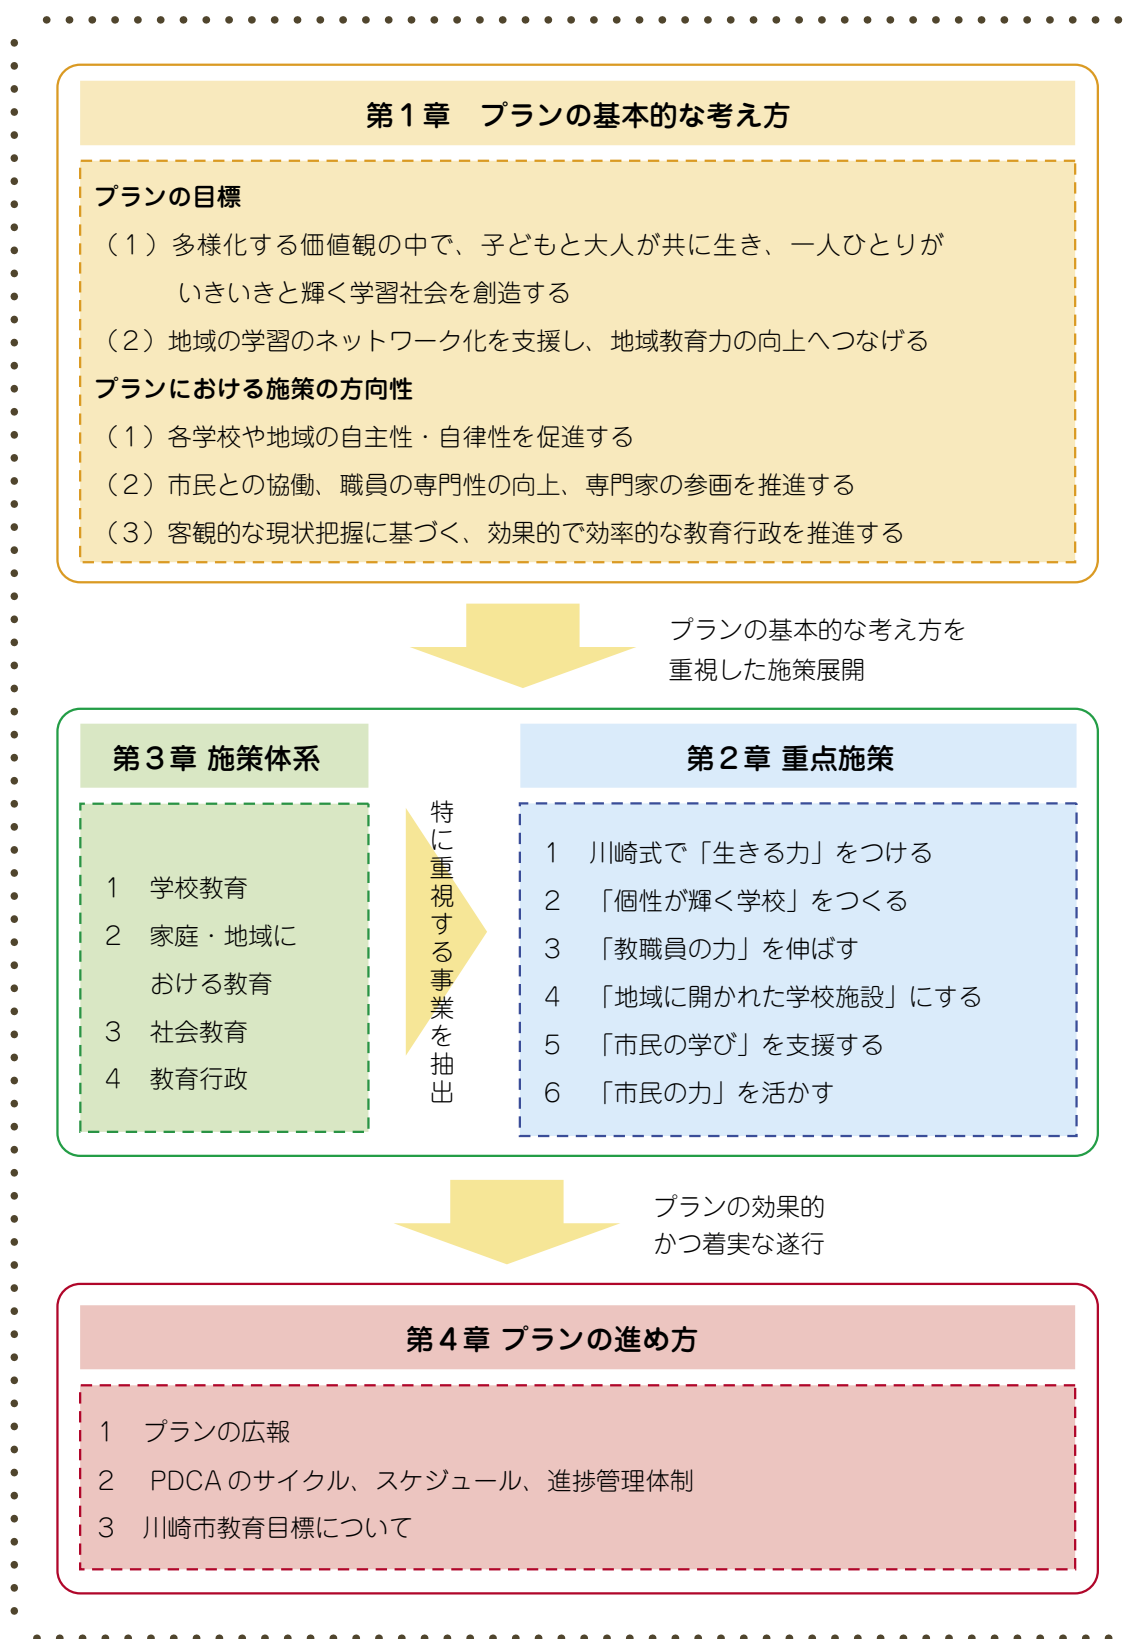 第１章　プランの基本的な考え方
プランの目標
（１）多様化する価値観の中で、子どもと大人が共に生き、一人ひとりが
いきいきと輝く学習社会を創造する
（２）地域の学習のネットワーク化を支援し、地域教育力の向上へつなげる
プランにおける施策の方向性
（１）各学校や地域の自主性・自律性を促進する
（２）市民との協働、職員の専門性の向上、専門家の参画を推進する
（３）客観的な現状把握に基づく、効果的で効率的な教育行政を推進する
プランの基本的な考え方を
重視した施策展開
第３章 施策体系
1　学校教育
2　家庭・地域に
おける教育
3　社会教育
4　教育行政
特に重視する事業を抽出
第２章 重点施策
1　川崎式で「生きる力」をつける
2　「個性が輝く学校」をつくる
3　「教職員の力」を伸ばす
4　「地域に開かれた学校施設」にする
5　「市民の学び」を支援する
6　「市民の力」を活かす
プランの効果的
かつ着実な遂行
第４章 プランの進め方
1　プランの広報
2　PDCA のサイクル、スケジュール、進捗管理体制
3　川崎市教育目標について